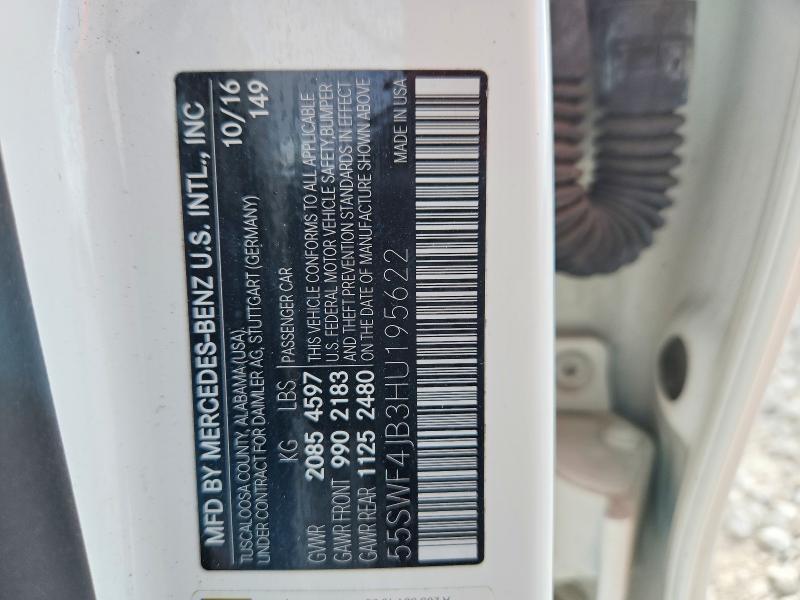 MFD BY MERCEDES-BENZ U.S. INTL., INC
TUSCALOOSA COUNTY, ALABAMA (USA), 10/16
UNDER CONTRACT FOR DAIMLER AG, STUTTGART (GERMANY) 149
KG LBS PASSENGER CAR
GVWR 2085 4597 THIS VEHICLE CONFORMS TO ALL APPLICABLE
GAWR FRONT 990 2183 U.S. FEDERAL MOTOR VEHICLE SAFETY,BUMPER
AND THEFT PREVENTION STANDARDS IN EFFECT
GAWR REAR 1125 2480 ON THE DATE OF MANUFACTURE SHOWN ABOVE
55SWF4JB3HU195622 MADE IN USA